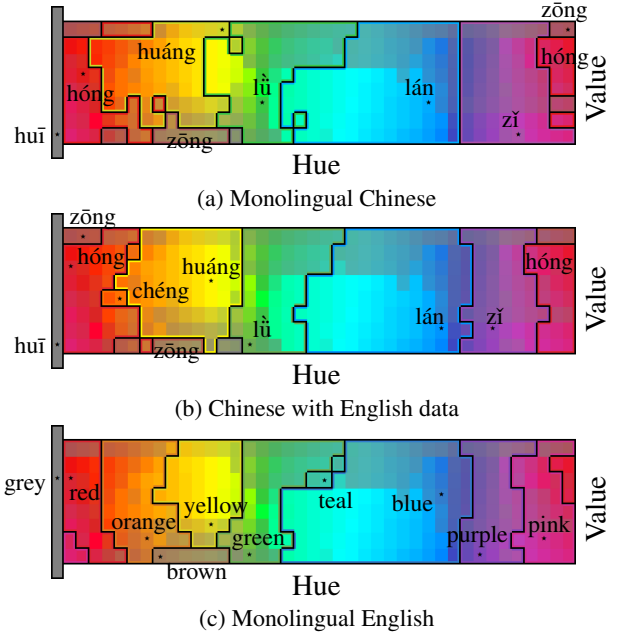 zōng
huáng
hóng
hóng
lǜ
lán
Value
huī
zōng
zǐ
Hue
(a) Monolingual Chinese
zōng
hóng
huáng
hóng
chéng
Value
lǜ
lán
zǐ
huī
zōng
Hue
(b) Chinese with English data
grey
red
teal
blue
Value
orange
yellow
green
purple
pink
brown
Hue
(c) Monolingual English